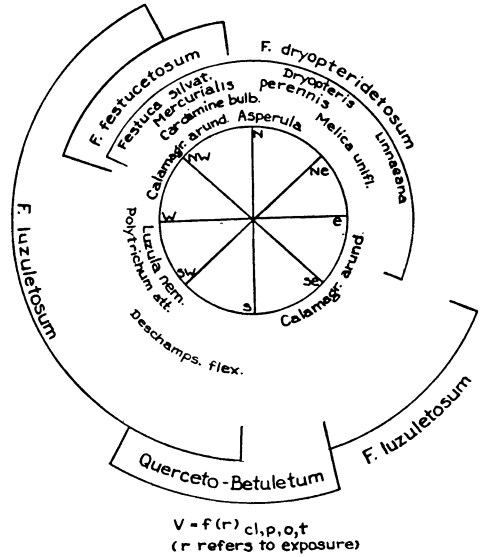 F. dryopteridetosum
F. festucetosum
Festuca silvat.
Mercurialis perennis
Cardamine bulb.
Dryopteris Linnaeana
Calamagr. arund.
Asperula
Melica unifl.
N
NW
Ne
W
e
SW
Se
S
F. luzuletosum
Luzula nem.
Polytrichum att.
Calamagr. arund.
Deschamps. flex.
F. luzuletosum
Querceto-Betuletum
V = f(r) cl, p, o, t
(r refers to exposure)